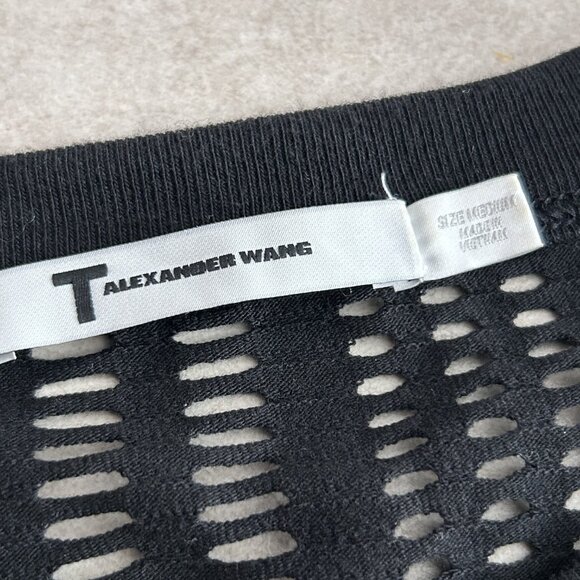 T ALEXANDER WANG
SIZE MEDIUM
MADE IN
VIETNAM